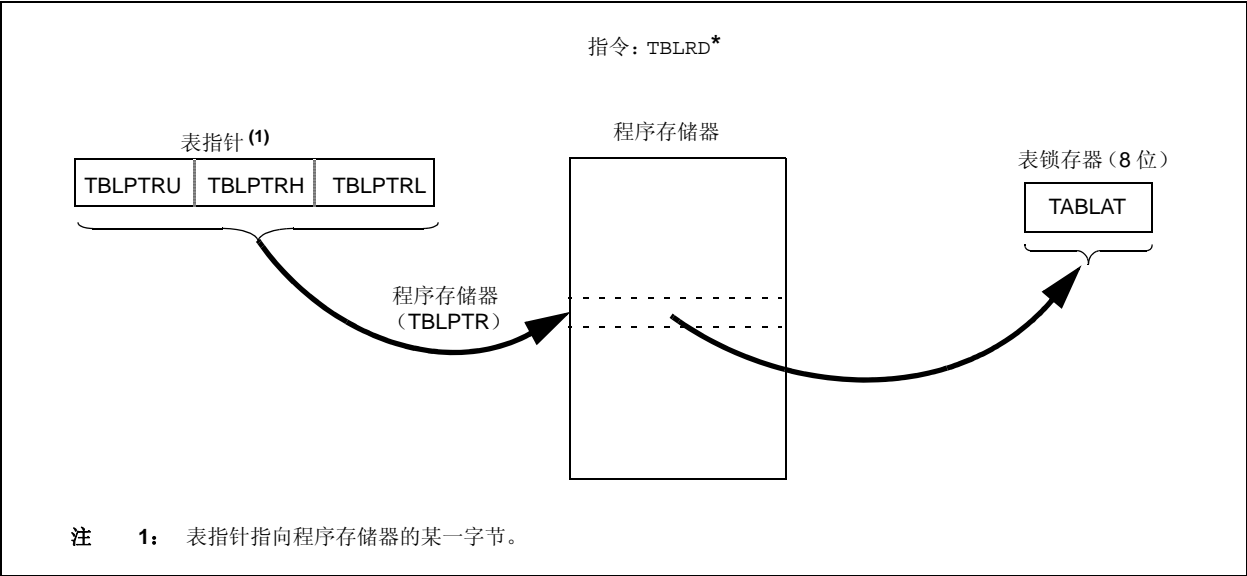 指令：TBLRD*
表指针(1)
程序存储器
表锁存器（8 位）
TBLPTRU TBLPTRH TBLPTRL
TABLAT
程序存储器
（TBLPTR）
注 1： 表指针指向程序存储器的某一字节。